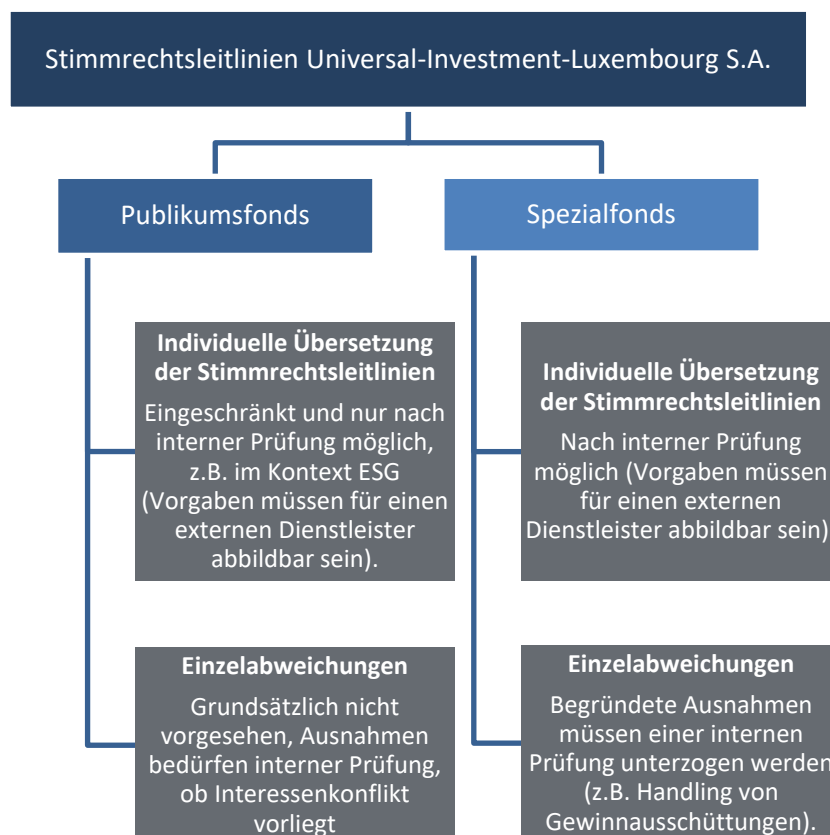 Stimmrechtsleitlinien Universal-Investment-Luxembourg S.A.
Publikumsfonds
Spezialfonds
Individuelle Übersetzung
der Stimmrechtsleitlinien
Eingeschränkt und nur nach
interner Prüfung möglich,
z.B. im Kontext ESG
(Vorgaben müssen für einen
externen Dienstleister
abbildbar sein).
Individuelle Übersetzung
der Stimmrechtsleitlinien
Nach interner Prüfung
möglich (Vorgaben müssen
für einen externen
Dienstleister abbildbar sein)
Einzelabweichungen
Grundsätzlich nicht
vorgesehen, Ausnahmen
bedürfen interner Prüfung,
ob Interessenkonflikt
vorliegt
Einzelabweichungen
Begründete Ausnahmen
müssen einer internen
Prüfung unterzogen werden
(z.B. Handling von
Gewinnausschüttungen).